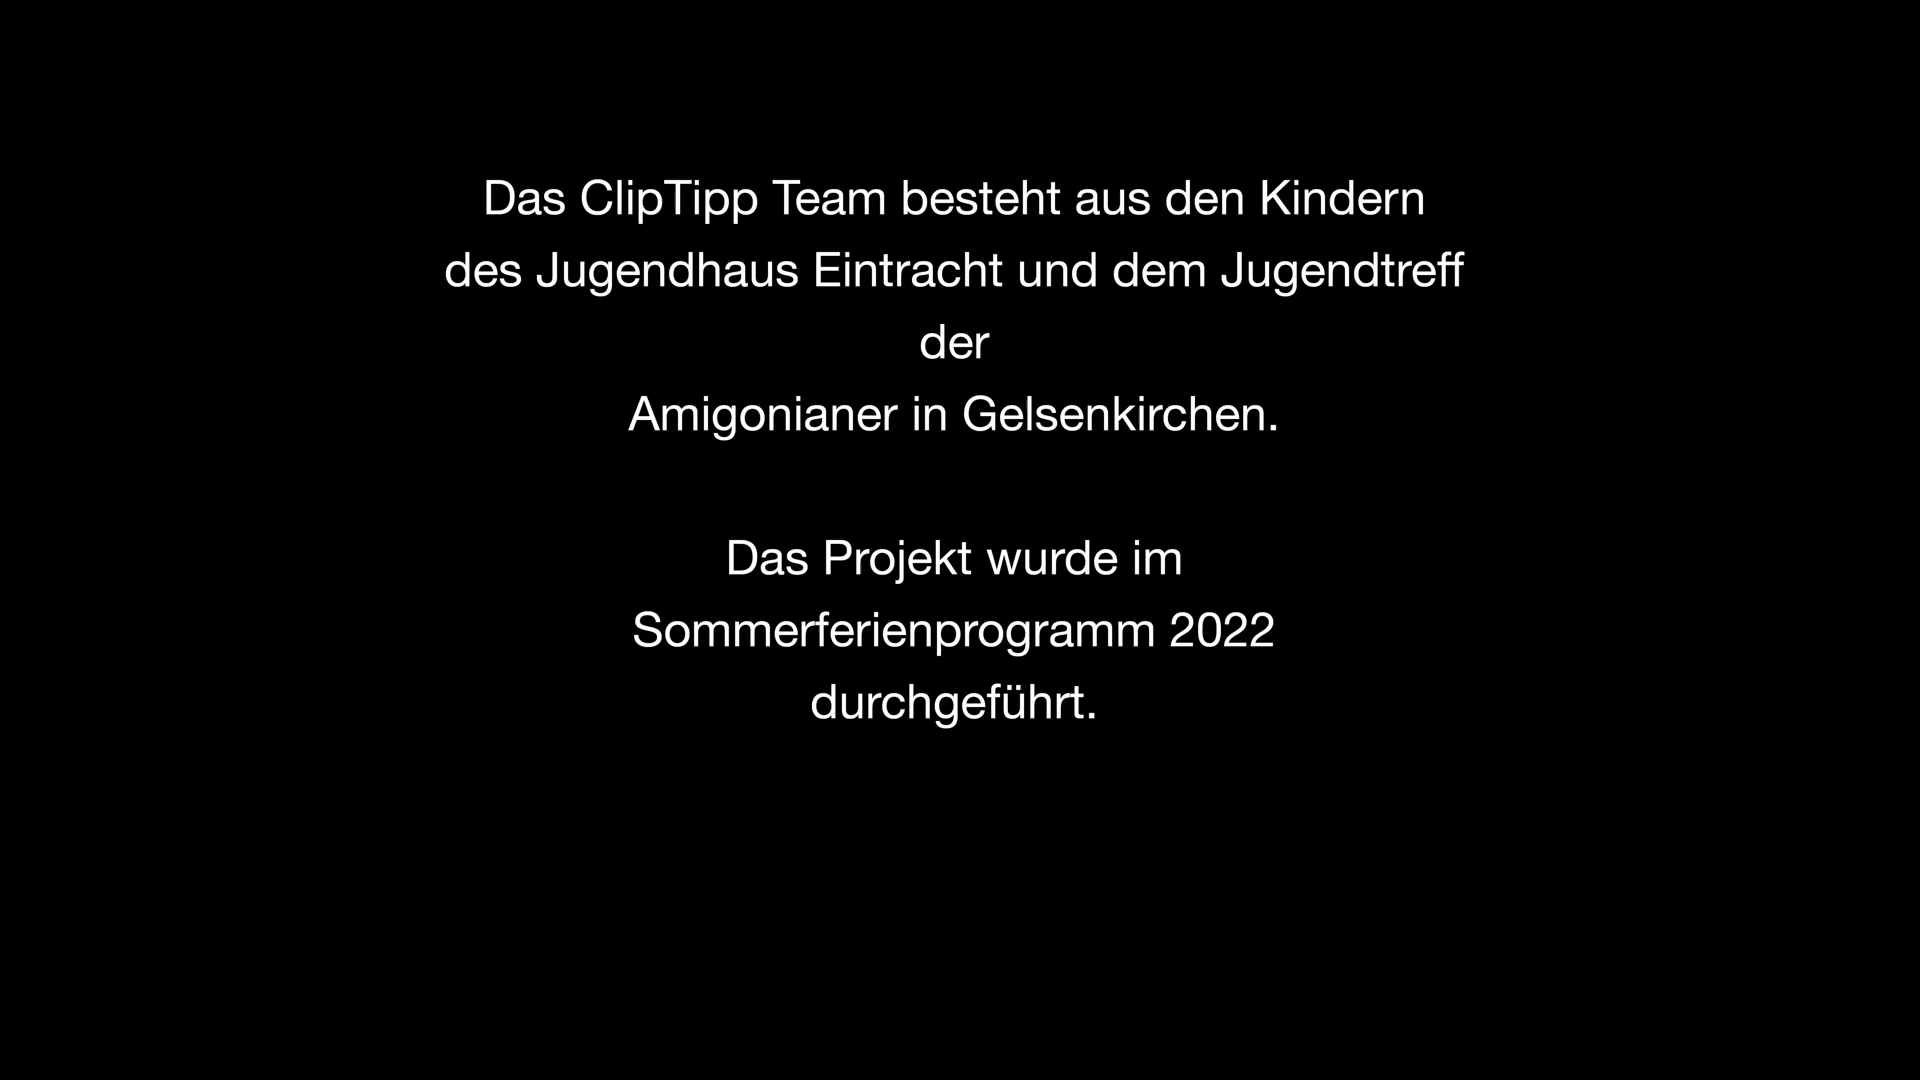 Das ClipTipp Team besteht aus den Kindern
des Jugendhaus Eintracht und dem Jugendtreff
der
Amigonianer in Gelsenkirchen.
Das Projekt wurde im
Sommerferienprogramm 2022
durchgeführt.